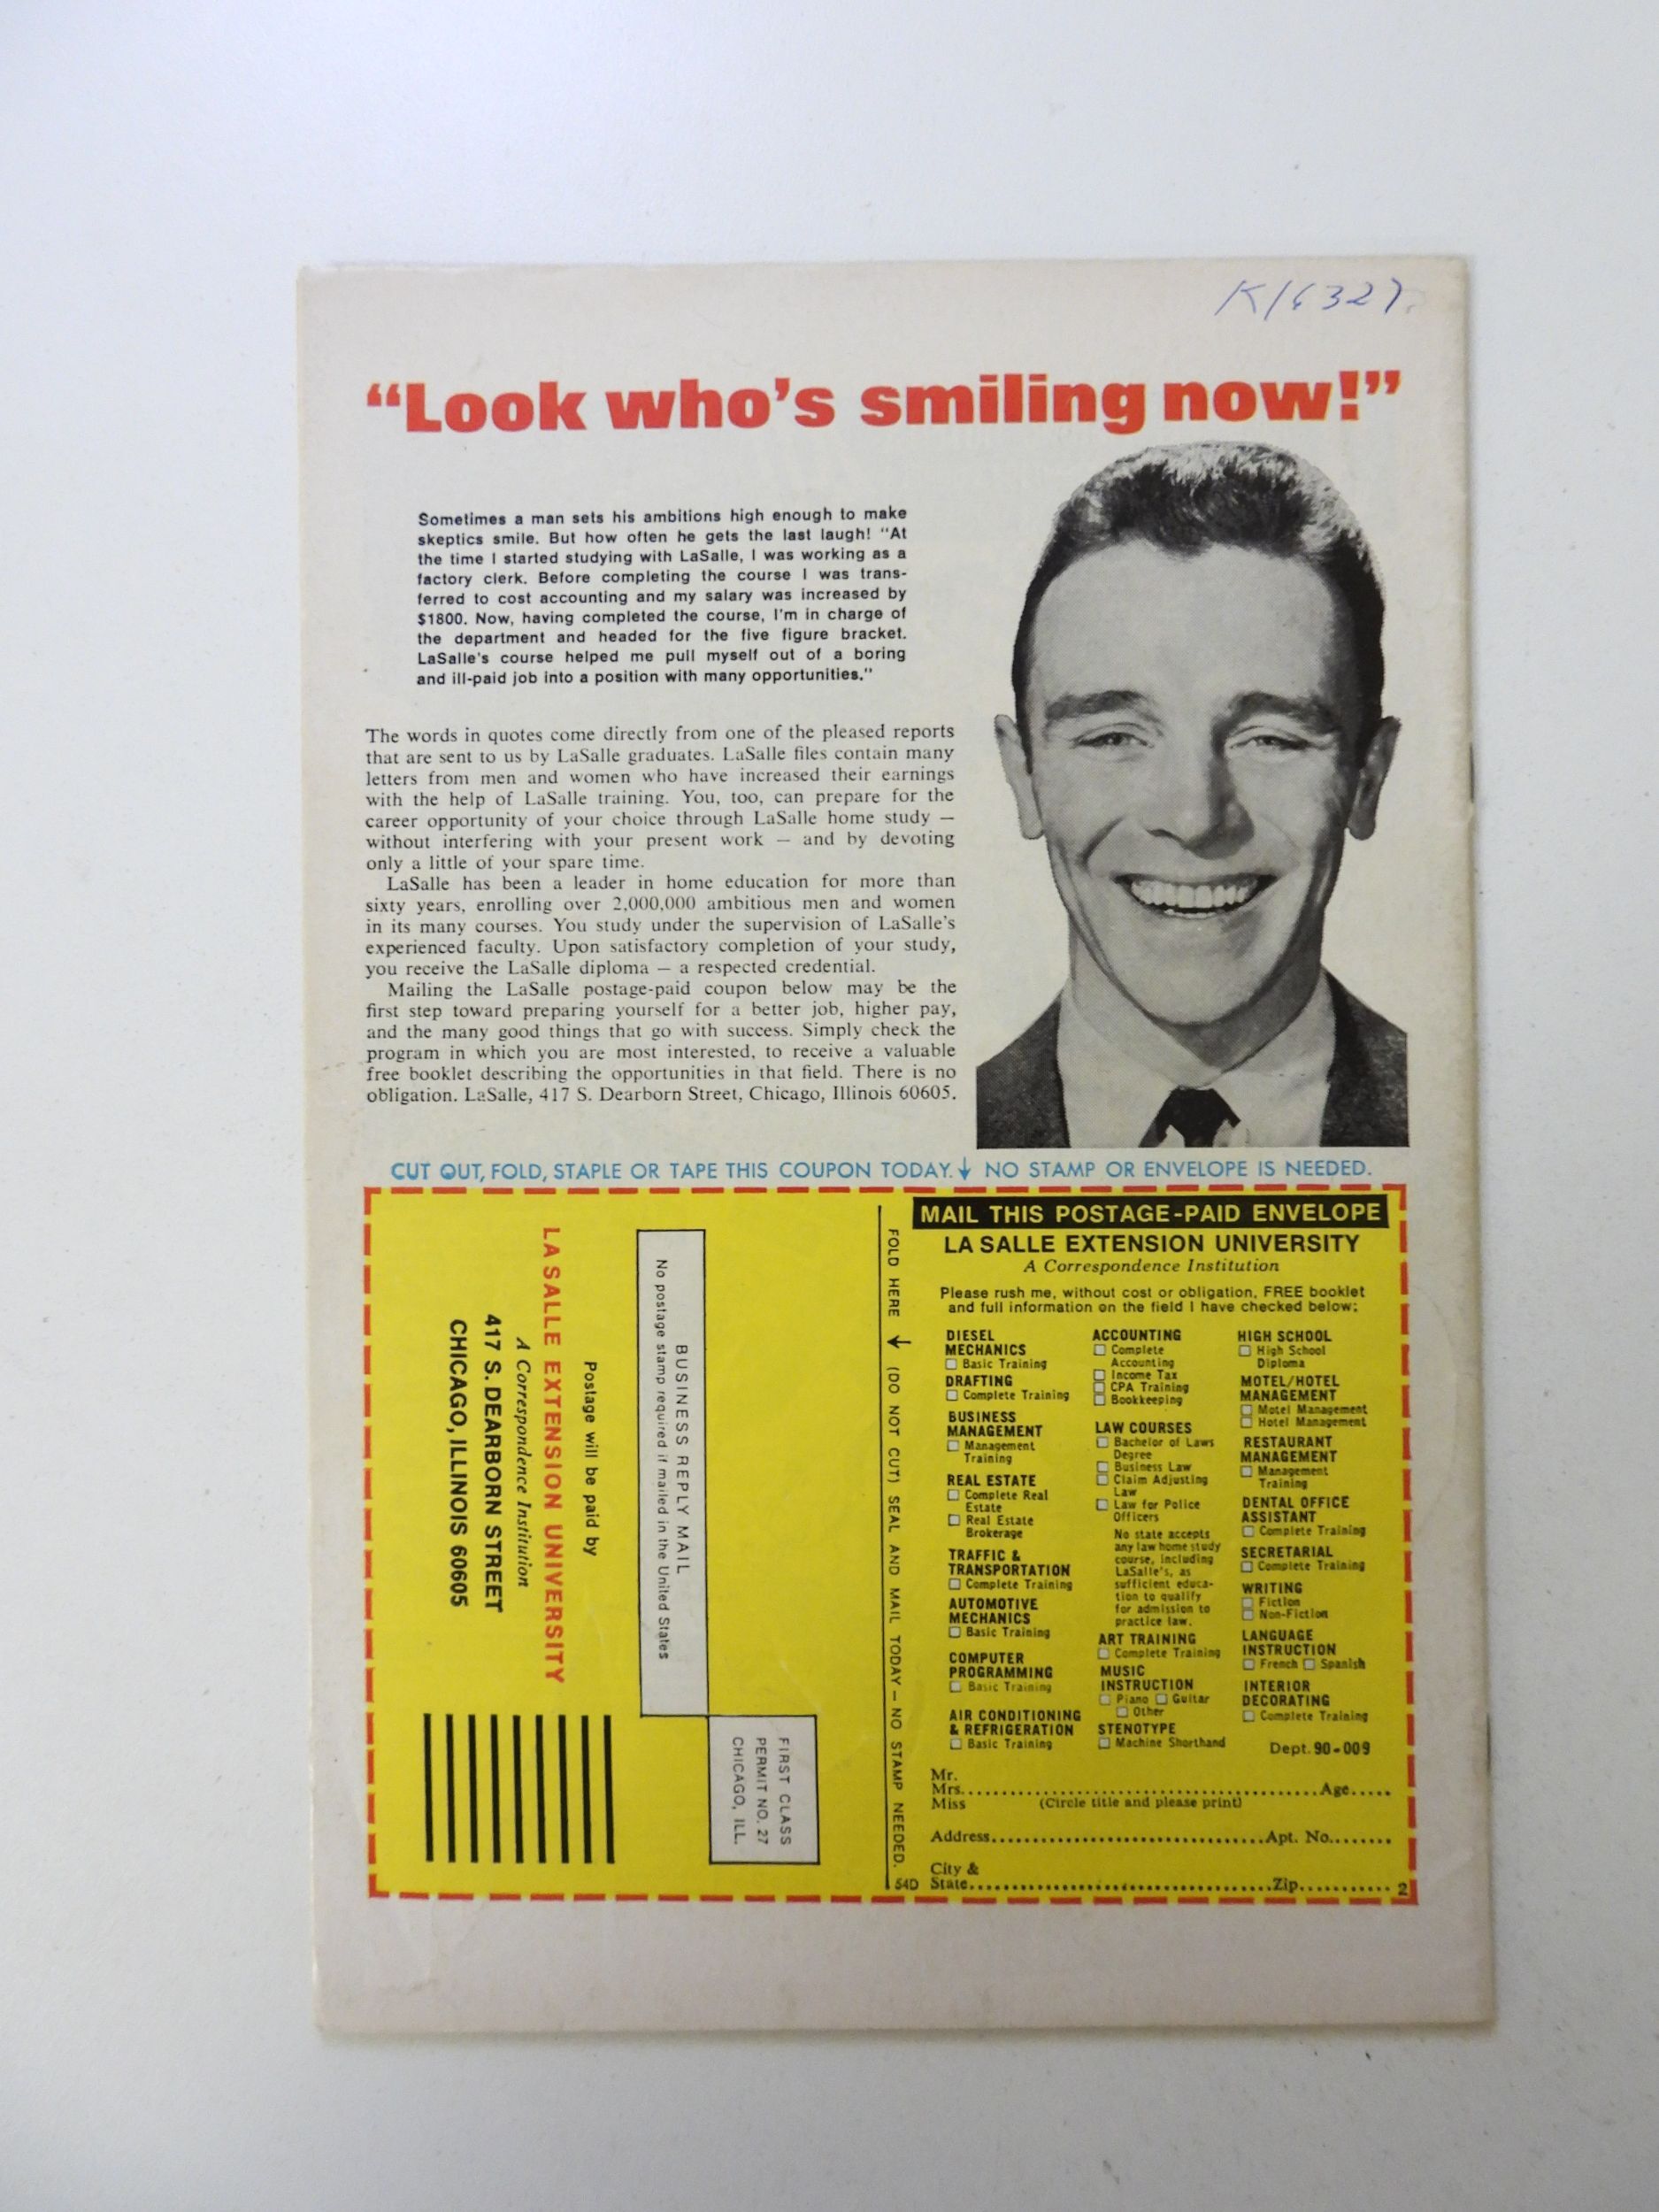 K16327
“Look who's smiling now!”
Sometimes a man sets his ambitions high enough to make
skeptics smile. But how often he gets the last laugh! "At
the time I started studying with LaSalle, I was working as a
factory clerk. Before completing the course I was trans-
ferred to cost accounting and my salary was increased by
$1800. Now, having completed the course, I'm in charge of
the department and headed for the five figure bracket.
LaSalle's course helped me pull myself out of a boring
and ill-paid job into a position with many opportunities."
The words in quotes come directly from one of the pleased reports
that are sent to us by LaSalle graduates. LaSalle files contain many
letters from men and women who have increased their earnings
with the help of LaSalle training. You, too, can prepare for the
career opportunity of your choice through LaSalle home study —
without interfering with your present work — and by devoting
only a little of your spare time.
LaSalle has been a leader in home education for more than
sixty years, enrolling over 2,000,000 ambitious men and women
in its many courses. You study under the supervision of LaSalle's
experienced faculty. Upon satisfactory completion of your study,
you receive the LaSalle diploma — a respected credential.
Mailing the LaSalle postage-paid coupon below may be the
first step toward preparing yourself for a better job, higher pay,
and the many good things that go with success. Simply check the
program in which you are most interested, to receive a valuable
free booklet describing the opportunities in that field. There is no
obligation. LaSalle, 417 S. Dearborn Street, Chicago, Illinois 60605.
CUT OUT, FOLD, STAPLE OR TAPE THIS COUPON TODAY. ↓ NO STAMP OR ENVELOPE IS NEEDED.
FIRST CLASS
PERMIT NO. 27
CHICAGO, ILL.
BUSINESS REPLY MAIL
No postage stamp required if mailed in the United States
Postage will be paid by
LA SALLE EXTENSION UNIVERSITY
A Correspondence Institution
417 S. DEARBORN STREET
CHICAGO, ILLINOIS 60605
FOLD HERE ↓ (DO NOT CUT) SEAL AND MAIL TODAY — NO STAMP NEEDED.
54D
MAIL THIS POSTAGE-PAID ENVELOPE
LA SALLE EXTENSION UNIVERSITY
A Correspondence Institution
Please rush me, without cost or obligation, FREE booklet
and full information on the field I have checked below:
DIESEL
MECHANICS
☐ Basic Training
DRAFTING
☐ Complete Training
BUSINESS
MANAGEMENT
☐ Management
Training
REAL ESTATE
☐ Complete Real
Estate
☐ Real Estate
Brokerage
TRAFFIC &
TRANSPORTATION
☐ Complete Training
AUTOMOTIVE
MECHANICS
☐ Basic Training
COMPUTER
PROGRAMMING
☐ Basic Training
AIR CONDITIONING
& REFRIGERATION
☐ Basic Training
ACCOUNTING
☐ Complete
Accounting
☐ Income Tax
☐ CPA Training
☐ Bookkeeping
LAW COURSES
☐ Bachelor of Laws
Degree
☐ Business Law
☐ Claim Adjusting
Law
☐ Law for Police
Officers
No state accepts
any law home study
course, including
LaSalle's, as
sufficient educa-
tion to qualify
for admission to
practice law.
ART TRAINING
☐ Complete Training
MUSIC
INSTRUCTION
☐ Piano ☐ Guitar
☐ Other
STENOTYPE
☐ Machine Shorthand
HIGH SCHOOL
☐ High School
Diploma
MOTEL/HOTEL
MANAGEMENT
☐ Motel Management
☐ Hotel Management
RESTAURANT
MANAGEMENT
☐ Management
Training
DENTAL OFFICE
ASSISTANT
☐ Complete Training
SECRETARIAL
☐ Complete Training
WRITING
☐ Fiction
☐ Non-Fiction
LANGUAGE
INSTRUCTION
☐ French ☐ Spanish
INTERIOR
DECORATING
☐ Complete Training
Dept. 90-009
Mr.
Mrs. Age
Miss (Circle title and please print)
Address Apt. No.
City &
State Zip 2